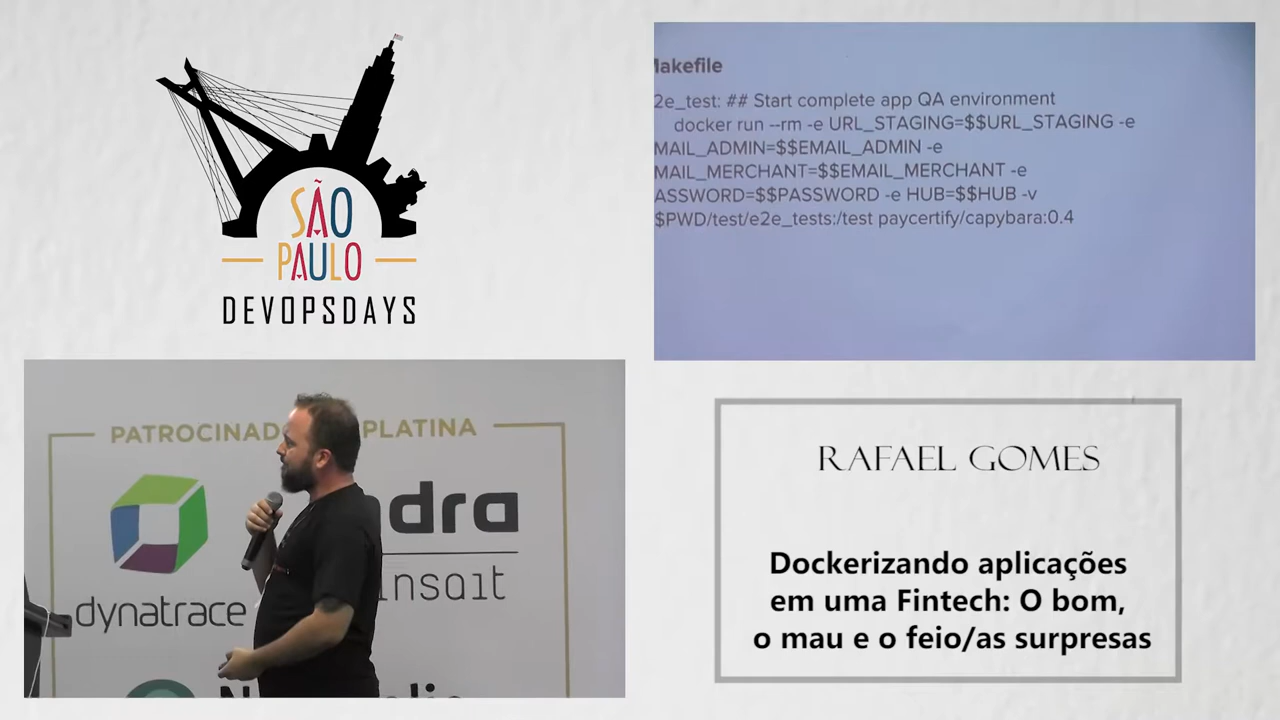 SÃO
PAULO
DEVOPSDAYS
akefile
2e_test: ## Start complete app QA environment
docker run --rm -e URL_STAGING=$$URL_STAGING -e
MAIL_ADMIN=$$EMAIL_ADMIN -e
MAIL_MERCHANT=$$EMAIL_MERCHANT -e
ASSWORD=$$PASSWORD -e HUB=$$HUB -v
$PWD/test/e2e_tests:/test paycertify/capybara:0.4
PATROCINAD PLATINA
dra
dynatrace
insait
RAFAEL GOMES
Dockerizando aplicações
em uma Fintech: O bom,
o mau e o feio/as surpresas